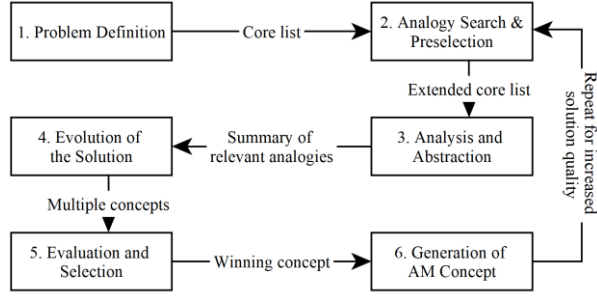 1. Problem Definition
Core list
2. Analogy Search &
Preselection
Extended core list
3. Analysis and
Abstraction
Summary of
relevant analogies
4. Evolution of
the Solution
Multiple concepts
5. Evaluation and
Selection
Winning concept
6. Generation of
AM Concept
Repeat for increased
solution quality